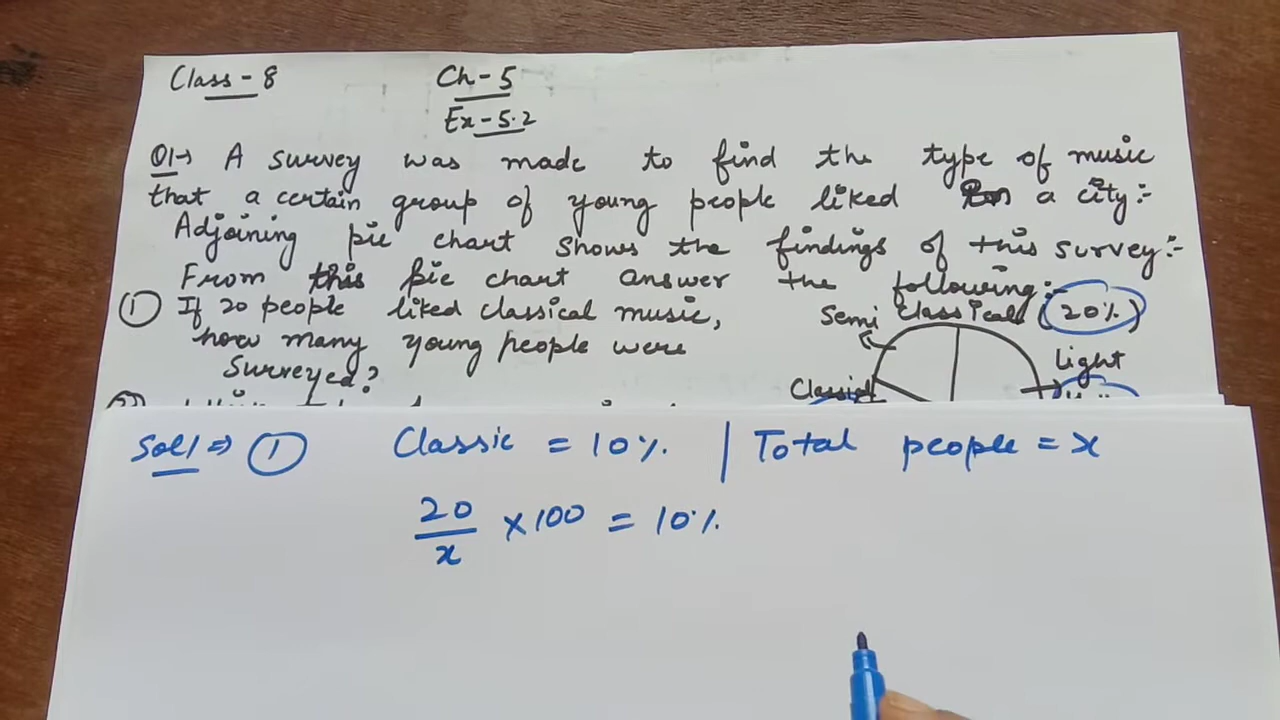 Class - 8
Ch - 5
Ex - 5.2
Q1→ A survey was made to find the type of music
that a certain group of young people liked in a city:-
Adjoining pie chart shows the findings of this survey:-
From this pie chart answer the following:-
① If 20 people liked classical music,
how many young people were
Surveyed?
Semi Classical (20%)
Light
Classical
Sol1 ⇒ ① Classic = 10% | Total people = x
20/x × 100 = 10%